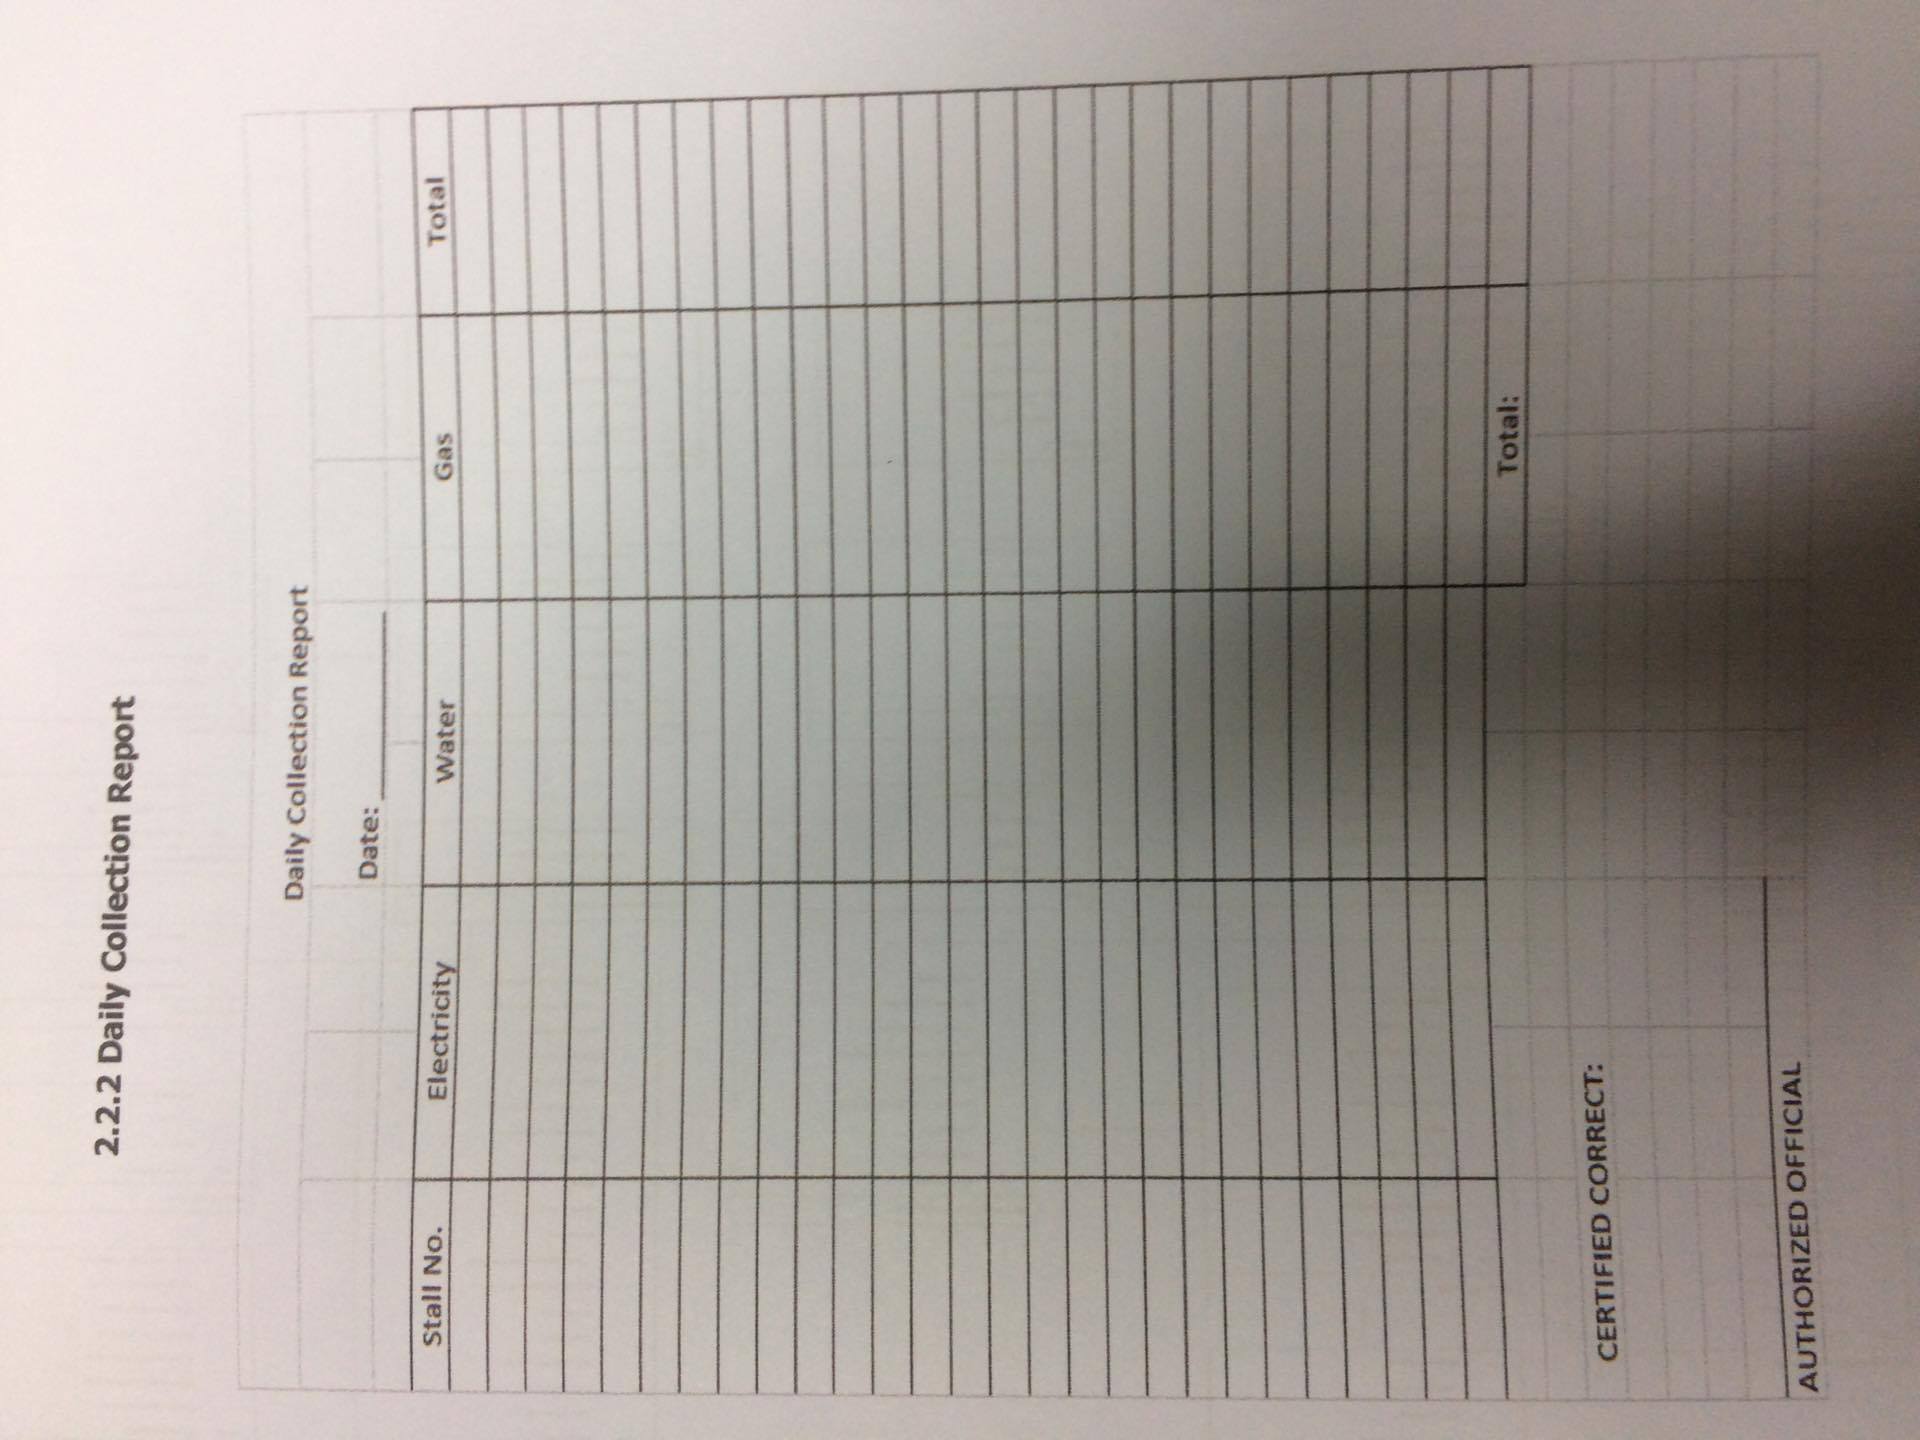 2.2.2 Daily Collection Report
Daily Collection Report
Date: ____________
Stall No. Electricity Water Gas Total
Total:
CERTIFIED CORRECT:
AUTHORIZED OFFICIAL